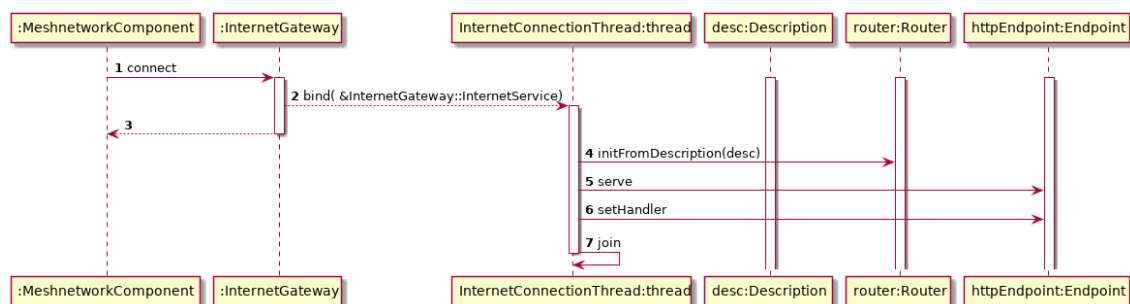 :MeshnetworkComponent
:InternetGateway
InternetConnectionThread:thread
desc:Description
router:Router
httpEndpoint:Endpoint
1 connect
2 bind( &InternetGateway::InternetService)
3
4 initFromDescription(desc)
5 serve
6 setHandler
7 join
:MeshnetworkComponent
:InternetGateway
InternetConnectionThread:thread
desc:Description
router:Router
httpEndpoint:Endpoint